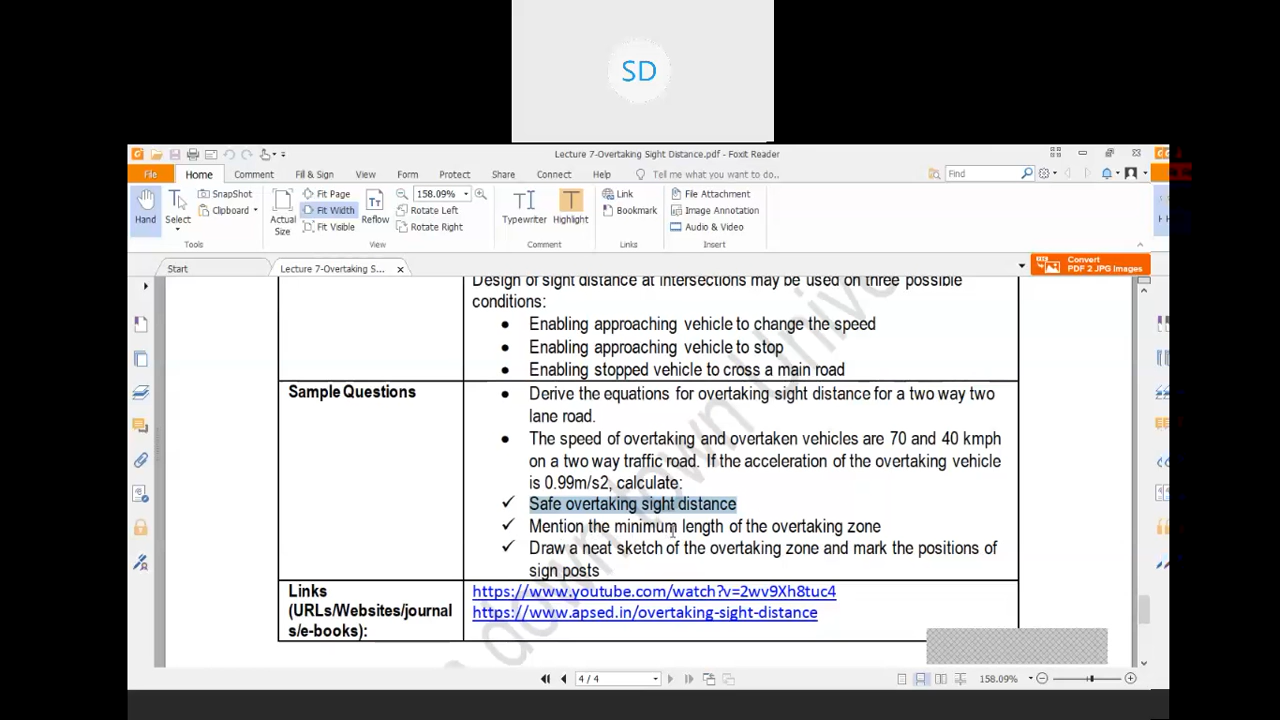 SD
Lecture 7-Overtaking Sight Distance.pdf - Foxit Reader
File Home Comment Fill & Sign View Form Protect Share Connect Help Tell me what you want to do.. Find
Hand
Select
SnapShot
Clipboard
Tools
Actual Size
Fit Page
Fit Width
Fit Visible
Reflow
158.09%
Rotate Left
Rotate Right
View
Typewriter
Highlight
Comment
Link
Bookmark
Links
File Attachment
Image Annotation
Audio & Video
Insert
Start Lecture 7-Overtaking S...
Convert
PDF 2 JPG Images
Design of sight distance at intersections may be used on three possible
conditions:
• Enabling approaching vehicle to change the speed
• Enabling approaching vehicle to stop
• Enabling stopped vehicle to cross a main road
Sample Questions
• Derive the equations for overtaking sight distance for a two way two
lane road.
• The speed of overtaking and overtaken vehicles are 70 and 40 kmph
on a two way traffic road. If the acceleration of the overtaking vehicle
is 0.99m/s2, calculate:
✓ Safe overtaking sight distance
✓ Mention the minimum length of the overtaking zone
✓ Draw a neat sketch of the overtaking zone and mark the positions of
sign posts
Links
(URLs/Websites/journal
s/e-books):
https://www.youtube.com/watch?v=2wv9Xh8tuc4
https://www.apsed.in/overtaking-sight-distance
down town Unive
4 / 4
158.09%